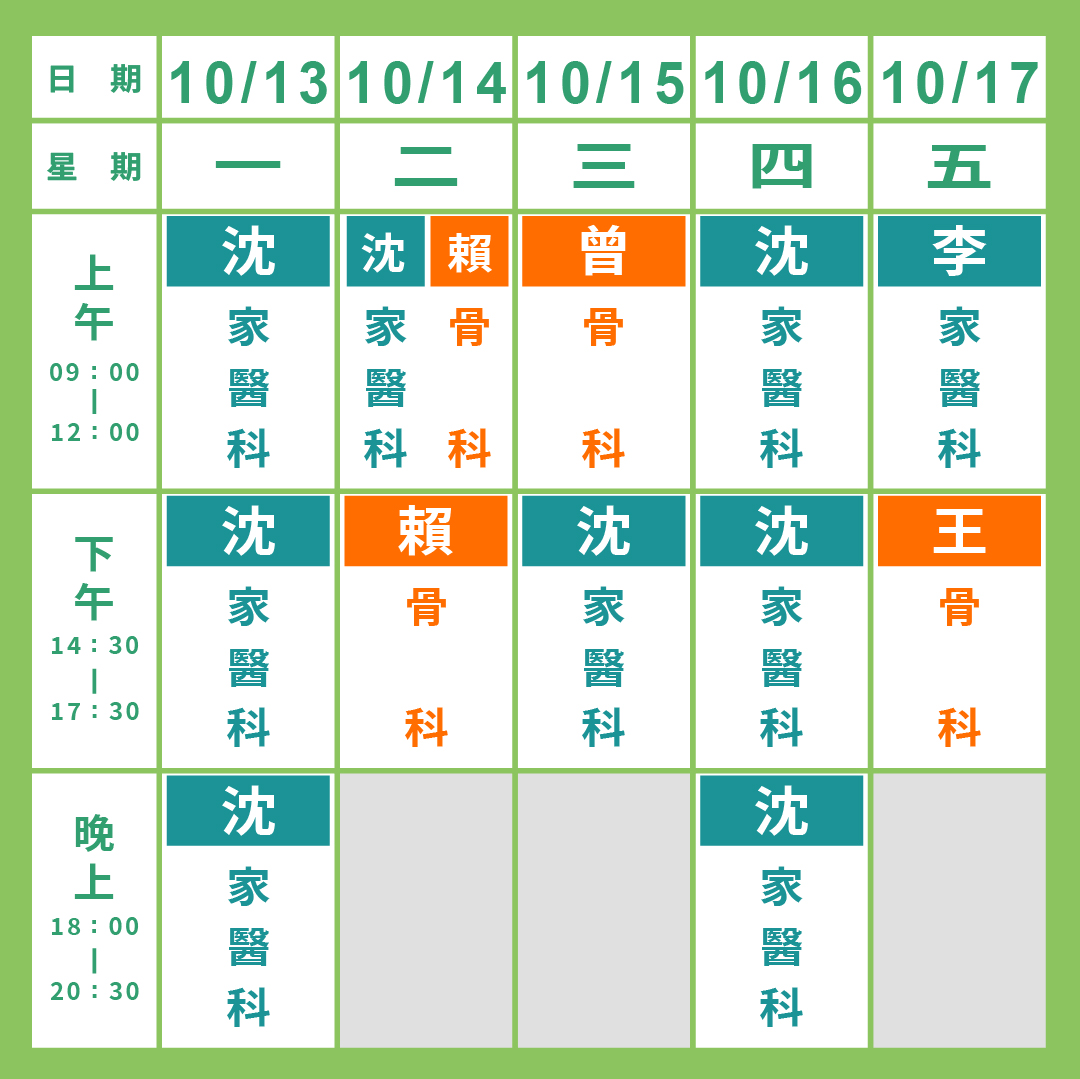 日 期 10/13 10/14 10/15 10/16 10/17
星 期 一 二 三 四 五
上午
09:00
|
12:00
沈
家醫科
沈
家醫科
賴
骨科
曾
骨科
沈
家醫科
李
家醫科
下午
14:30
|
17:30
沈
家醫科
賴
骨科
沈
家醫科
沈
家醫科
王
骨科
晚上
18:00
|
20:30
沈
家醫科
沈
家醫科